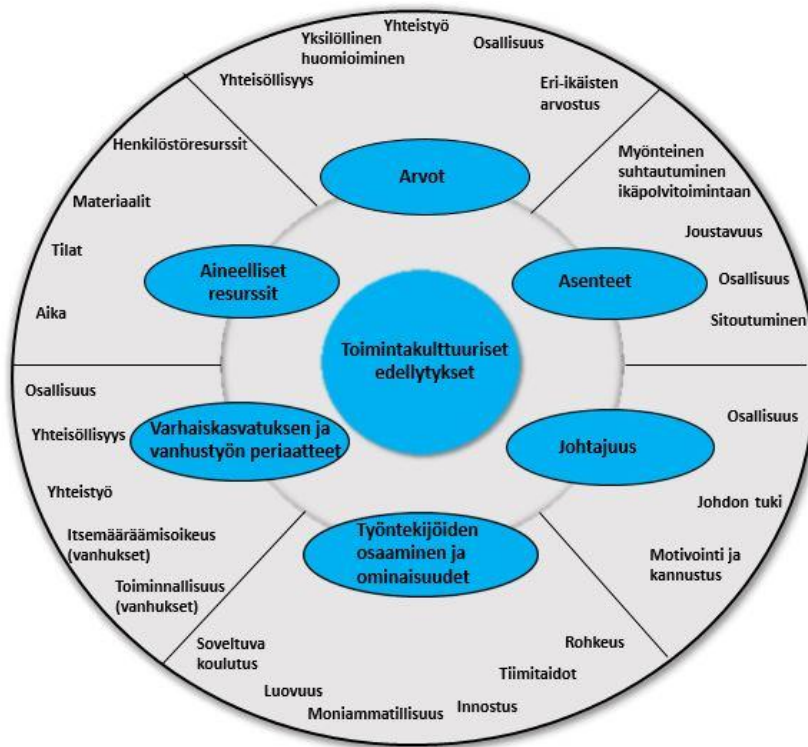 Yhteisöllisyys
Yksilöllinen
huomioiminen
Yhteistyö
Osallisuus
Eri-ikäisten
arvostus
Arvot
Myönteinen
suhtautuminen
ikäpolvitoimintaan
Joustavuus
Osallisuus
Sitoutuminen
Asenteet
Henkilöstöresurssit
Materiaalit
Tilat
Aika
Aineelliset
resurssit
Toimintakulttuuriset
edellytykset
Osallisuus
Yhteisöllisyys
Yhteistyö
Itsemääräämisoikeus
(vanhukset)
Toiminnallisuus
(vanhukset)
Varhaiskasvatuksen ja
vanhustyön periaatteet
Johtajuus
Osallisuus
Johdon tuki
Motivointi ja
kannustus
Työntekijöiden
osaaminen ja
ominaisuudet
Soveltuva
koulutus
Luovuus
Moniammatillisuus
Innostus
Tiimitaidot
Rohkeus